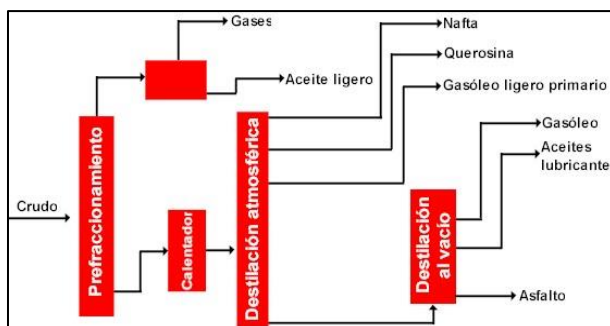 Gases
Aceite ligero
Nafta
Querosina
Gasóleo ligero primario
Gasóleo
Aceites
lubricante
Crudo
Prefraccionamiento
Calentador
Destilación atmosférica
Destilación
al vacío
Asfalto